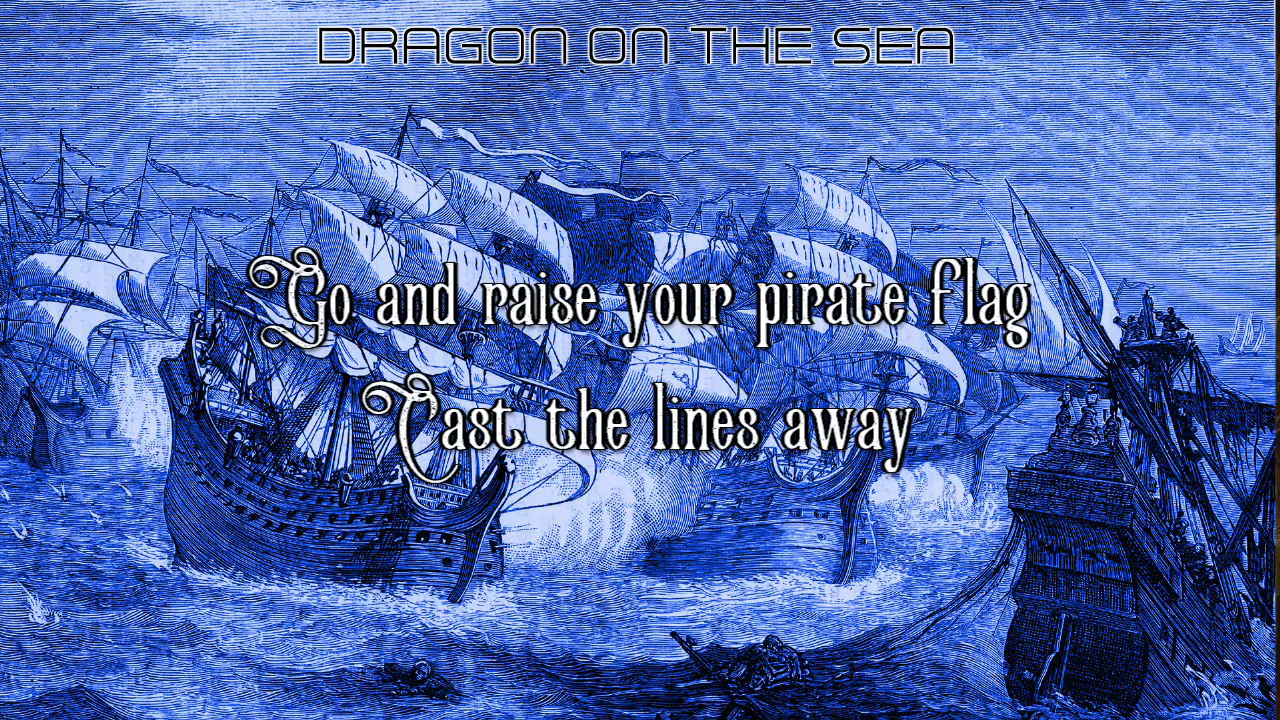 DRAGON ON THE SEA
Go and raise your pirate flag
Cast the lines away